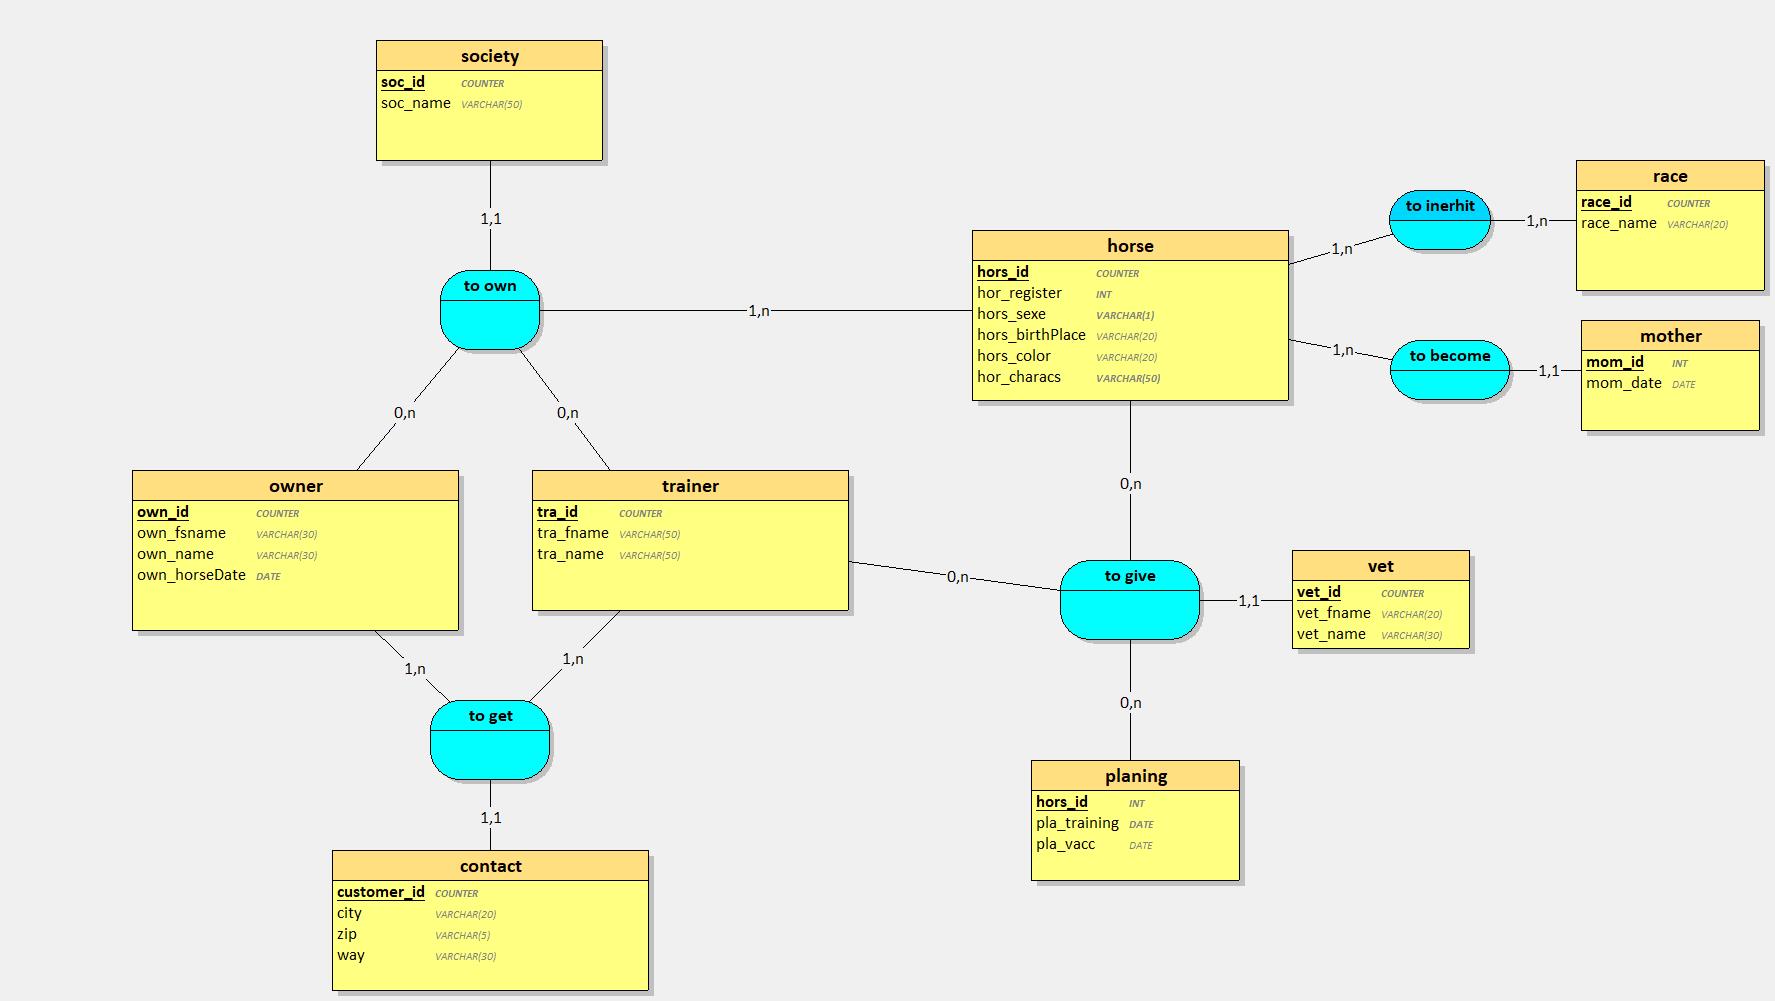 society
soc_id COUNTER
soc_name VARCHAR(50)
1,1
to own
1,n
0,n
0,n
horse
hors_id COUNTER
hor_register INT
hors_sexe VARCHAR(1)
hors_birthPlace VARCHAR(20)
hors_color VARCHAR(20)
hor_characs VARCHAR(50)
1,n
to inerhit
1,n
race
race_id COUNTER
race_name VARCHAR(20)
1,n
to become
1,1
mother
mom_id INT
mom_date DATE
owner
own_id COUNTER
own_fsname VARCHAR(30)
own_name VARCHAR(30)
own_horseDate DATE
trainer
tra_id COUNTER
tra_fname VARCHAR(50)
tra_name VARCHAR(50)
0,n
0,n
to give
1,1
vet
vet_id COUNTER
vet_fname VARCHAR(20)
vet_name VARCHAR(30)
1,n
1,n
to get
0,n
planing
hors_id INT
pla_training DATE
pla_vacc DATE
1,1
contact
customer_id COUNTER
city VARCHAR(20)
zip VARCHAR(5)
way VARCHAR(30)